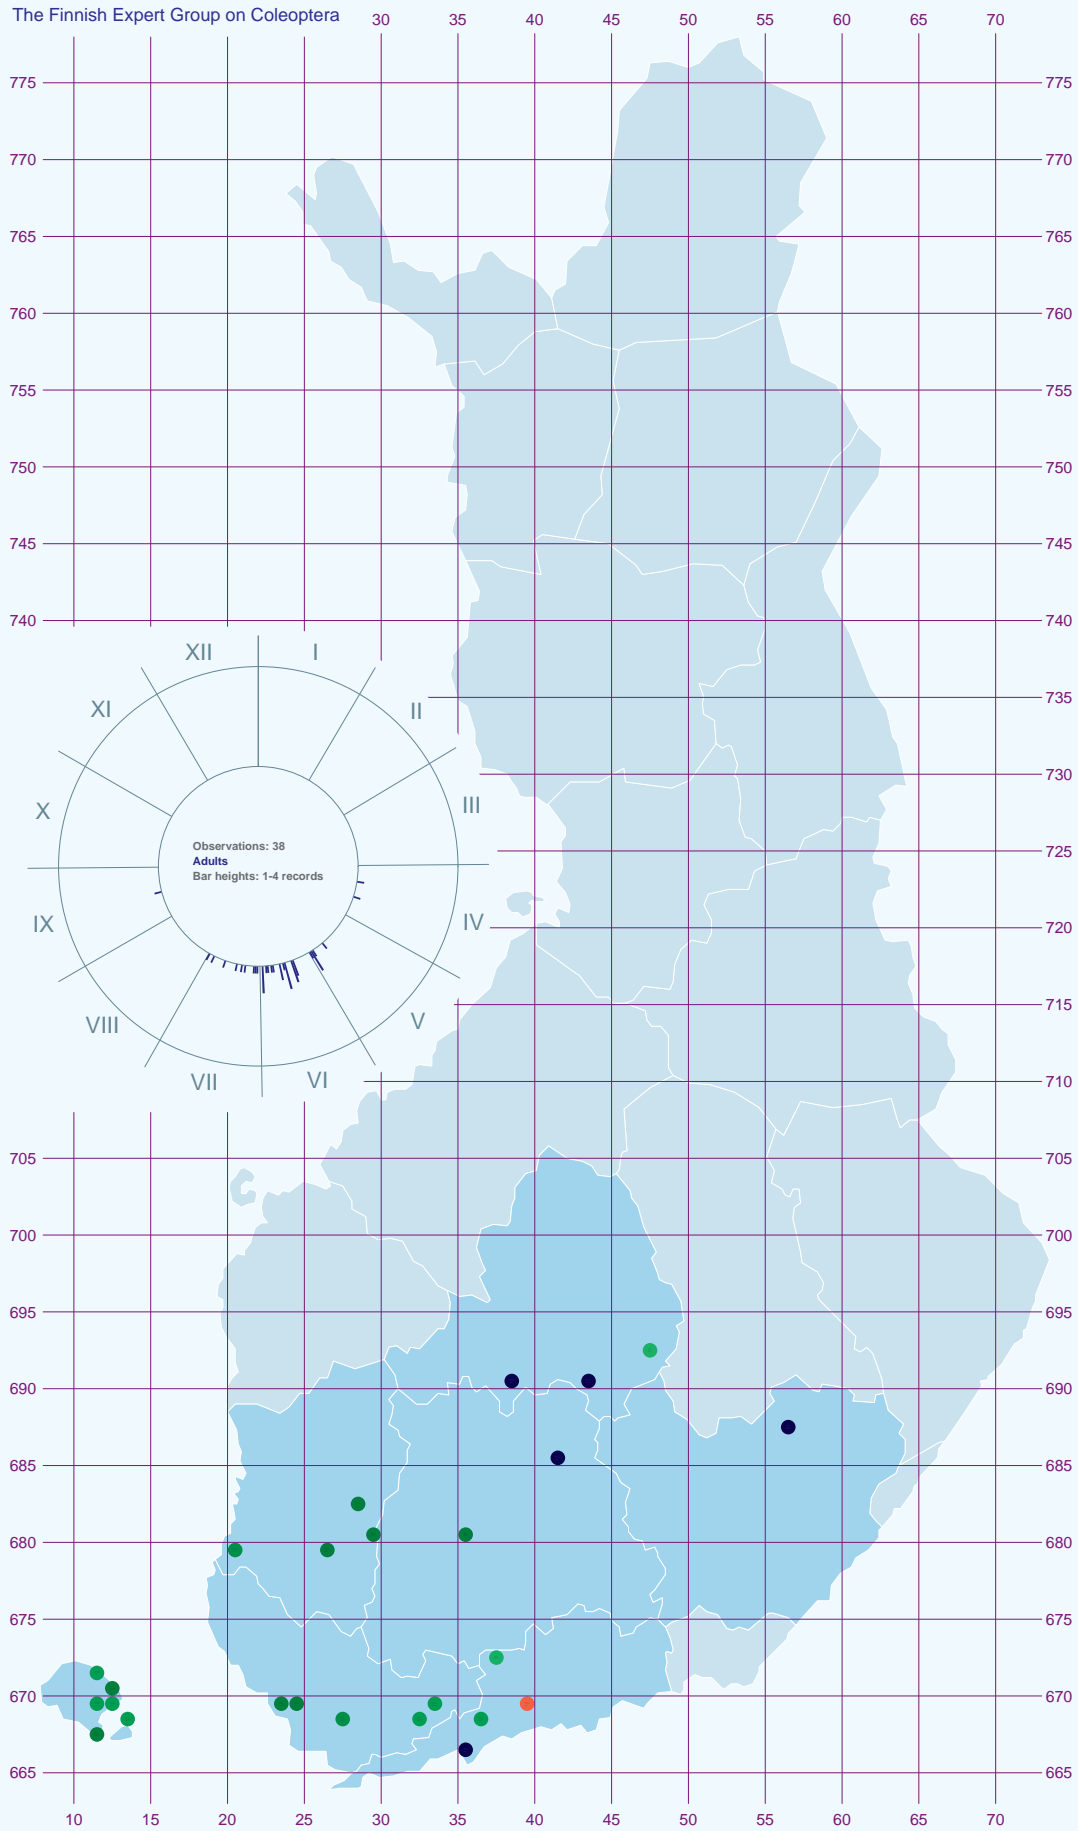 The Finnish Expert Group on Coleoptera
30 40 50 60 70
35 45 55 65
775 775
770 770
765 765
760 760
755 755
750 750
745 745
740 740
XII I
XI II
735
730
X III
Observations: 38
Adults
Bar heights: 1-4 records
725
IX IV
720
VIII V
715
VII VI
710
705 705
700 700
695 695
690 690
685 685
680 680
675 675
670 670
665 665
10 20 30 40 50 60 70
15 25 35 45 55 65